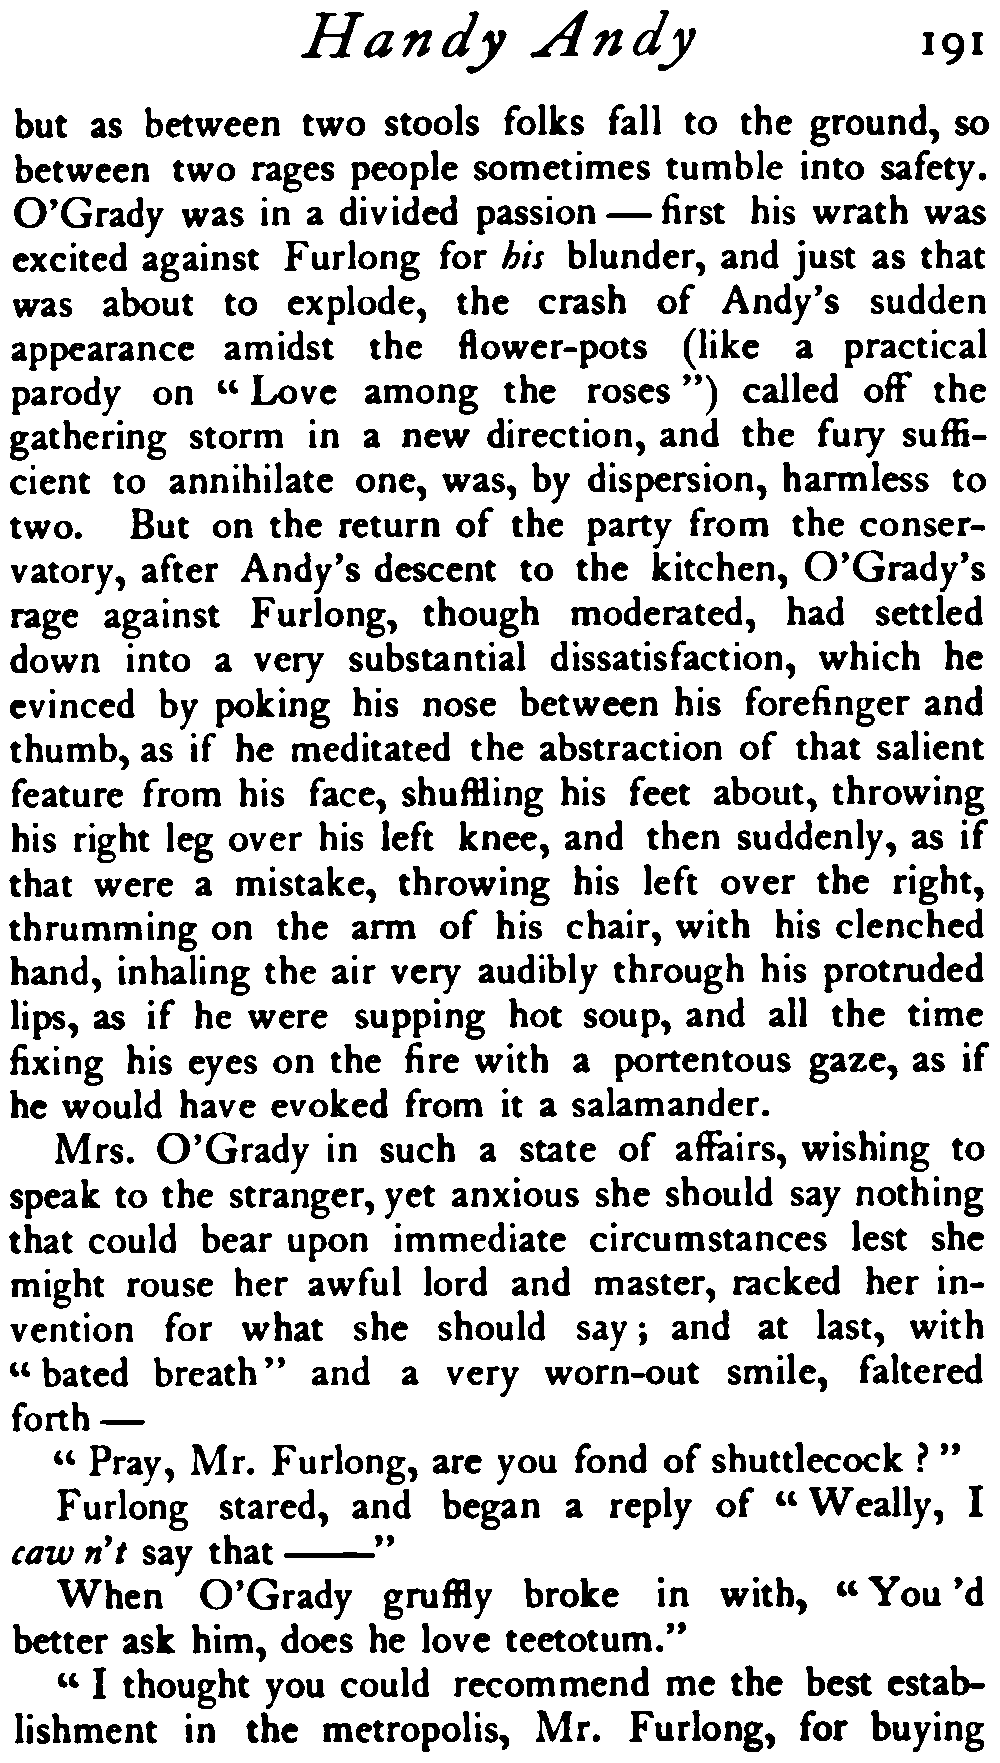 Handy Andy 191
but as between two stools folks fall to the ground, so
between two rages people sometimes tumble into safety.
O'Grady was in a divided passion — first his wrath was
excited against Furlong for his blunder, and just as that
was about to explode, the crash of Andy's sudden
appearance amidst the flower-pots (like a practical
parody on “Love among the roses”) called off the
gathering storm in a new direction, and the fury suffi-
cient to annihilate one, was, by dispersion, harmless to
two. But on the return of the party from the conser-
vatory, after Andy's descent to the kitchen, O'Grady's
rage against Furlong, though moderated, had settled
down into a very substantial dissatisfaction, which he
evinced by poking his nose between his forefinger and
thumb, as if he meditated the abstraction of that salient
feature from his face, shuffling his feet about, throwing
his right leg over his left knee, and then suddenly, as if
that were a mistake, throwing his left over the right,
thrumming on the arm of his chair, with his clenched
hand, inhaling the air very audibly through his protruded
lips, as if he were supping hot soup, and all the time
fixing his eyes on the fire with a portentous gaze, as if
he would have evoked from it a salamander.
Mrs. O'Grady in such a state of affairs, wishing to
speak to the stranger, yet anxious she should say nothing
that could bear upon immediate circumstances lest she
might rouse her awful lord and master, racked her in-
vention for what she should say; and at last, with
“bated breath” and a very worn-out smile, faltered
forth —
“Pray, Mr. Furlong, are you fond of shuttlecock?”
Furlong stared, and began a reply of “Weally, I
caw n't say that ——”
When O'Grady gruffly broke in with, “You 'd
better ask him, does he love teetotum.”
“I thought you could recommend me the best estab-
lishment in the metropolis, Mr. Furlong, for buying